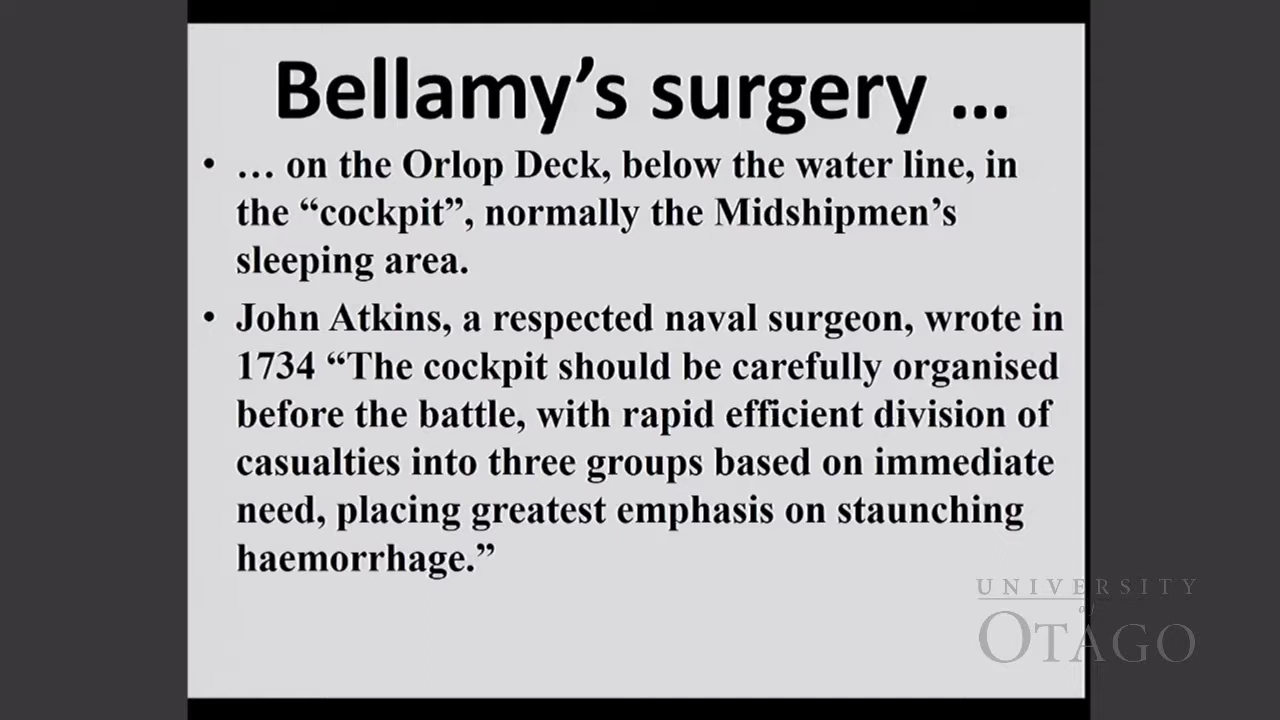 Bellamy’s surgery ...
• … on the Orlop Deck, below the water line, in
the “cockpit”, normally the Midshipmen’s
sleeping area.
• John Atkins, a respected naval surgeon, wrote in
1734 “The cockpit should be carefully organised
before the battle, with rapid efficient division of
casualties into three groups based on immediate
need, placing greatest emphasis on staunching
haemorrhage.”
UNIVERSITY
of
OTAGO